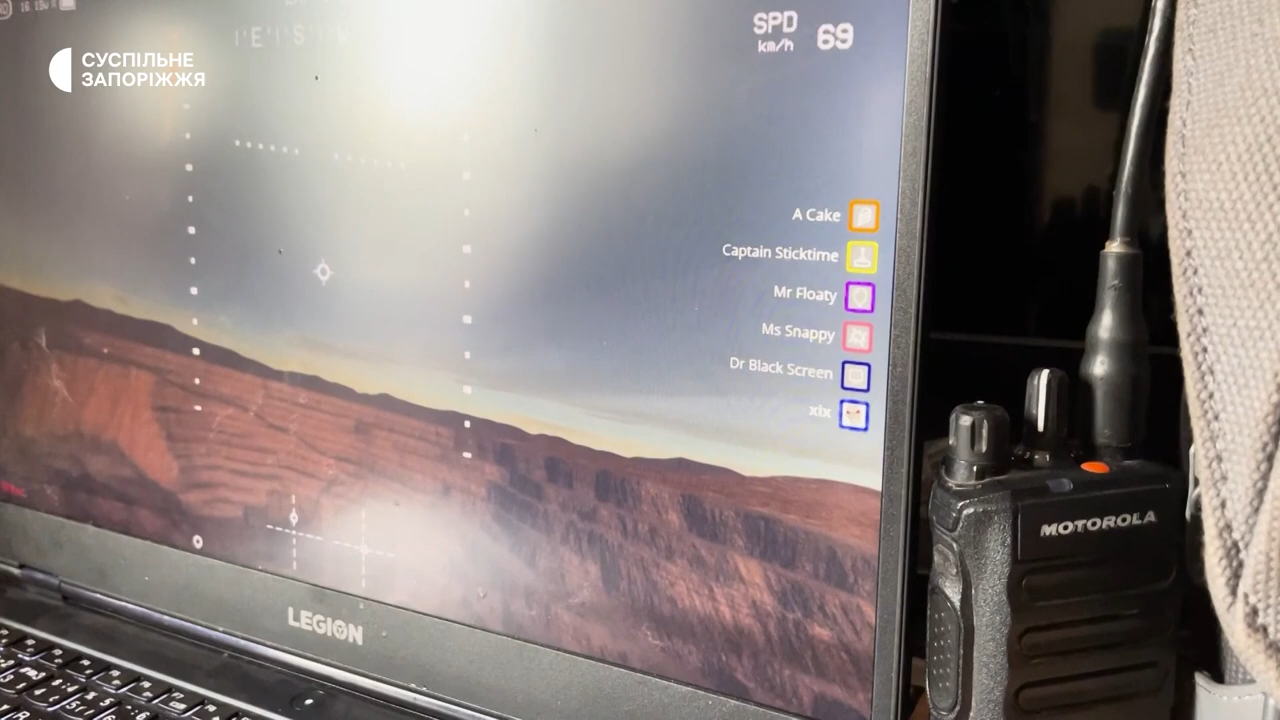 СУСПІЛЬНЕ
ЗАПОРІЖЖЯ
SPD
km/h 69
A Cake
Captain Sticktime
Mr Floaty
Ms Snappy
Dr Black Screen
xix
LEGION
MOTOROLA